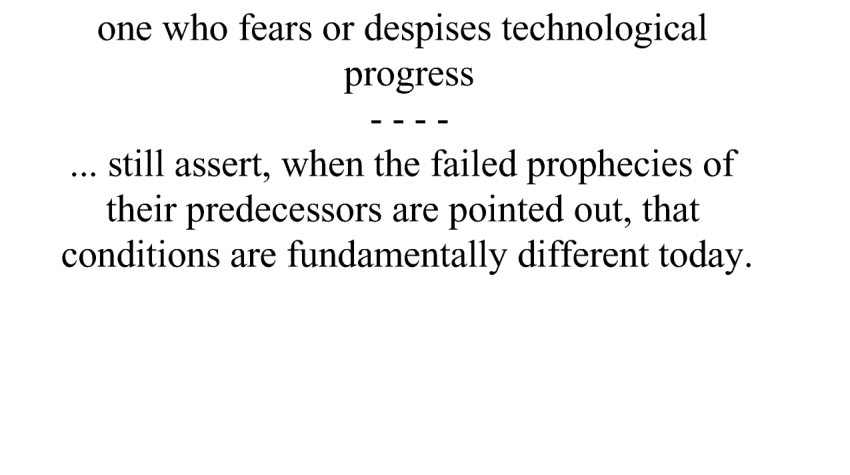 one who fears or despises technological
progress
- - - -
... still assert, when the failed prophecies of
their predecessors are pointed out, that
conditions are fundamentally different today.